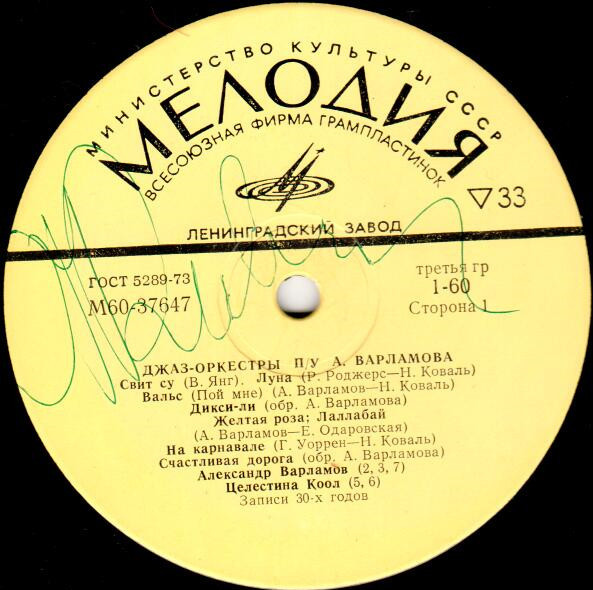 МИНИСТЕРСТВО КУЛЬТУРЫ СССР
МЕЛОДИЯ
ВСЕСОЮЗНАЯ ФИРМА ГРАМПЛАСТИНОК
▽33
ЛЕНИНГРАДСКИЙ ЗАВОД
ГОСТ 5289-73
М60-37647
третья гр
1-60
Сторона 1
ДЖАЗ-ОРКЕСТРЫ П/У А. ВАРЛАМОВА
Свит су (В. Янг). Луна (Р. Роджерс—Н. Коваль)
Вальс (Пой мне) (А. Варламов—Н. Коваль)
Дикси-ли (обр. А. Варламова)
Желтая роза; Лаллабай
(А. Варламов—Е. Одаровская)
На карнавале (Г. Уоррен—Н. Коваль)
Счастливая дорога (обр. А. Варламова)
Александр Варламов (2, 3, 7)
Целестина Коол (5, 6)
Записи 30-х годов